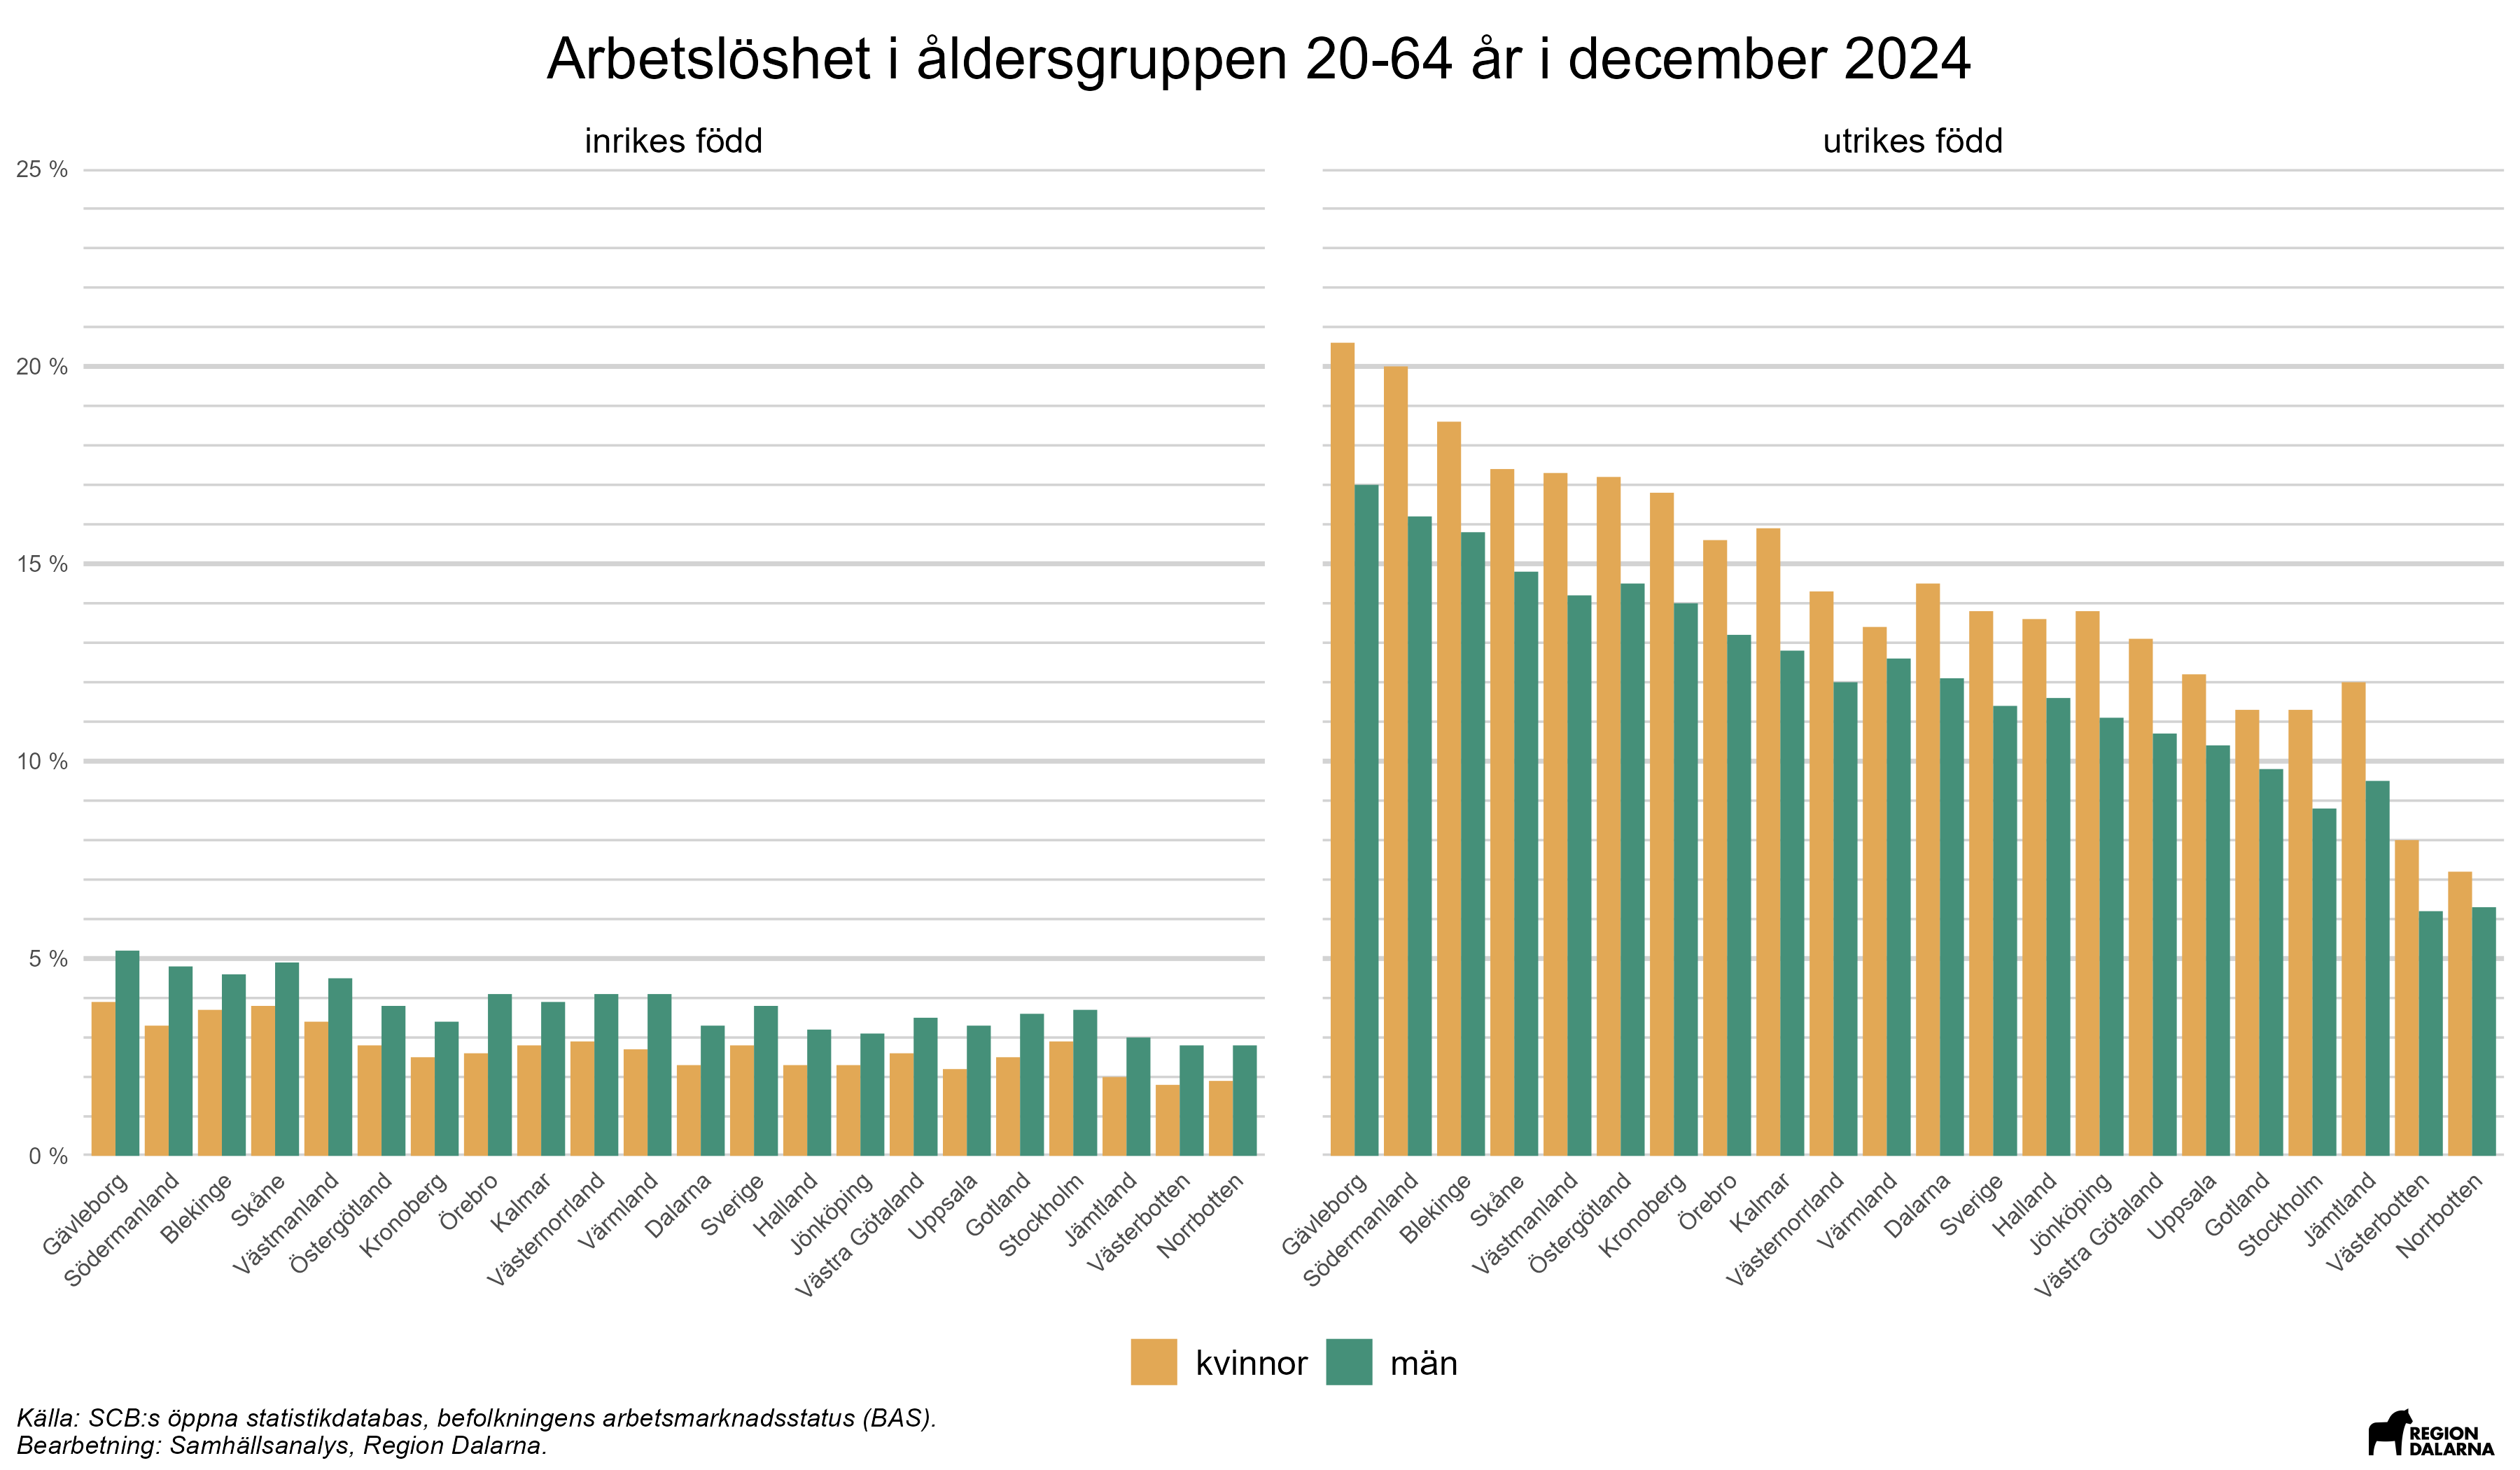 Arbetslöshet i åldersgruppen 20-64 år i december 2024
inrikes född
utrikes född
25 %
20 %
15 %
10 %
5 %
0 %
Gävleborg
Södermanland
Blekinge
Skåne
Västmanland
Östergötland
Kronoberg
Örebro
Kalmar
Västernorrland
Värmland
Dalarna
Sverige
Halland
Jönköping
Västra Götaland
Uppsala
Gotland
Stockholm
Jämtland
Västerbotten
Norrbotten
Gävleborg
Södermanland
Blekinge
Skåne
Västmanland
Östergötland
Kronoberg
Örebro
Kalmar
Västernorrland
Värmland
Dalarna
Sverige
Halland
Jönköping
Västra Götaland
Uppsala
Gotland
Stockholm
Jämtland
Västerbotten
Norrbotten
kvinnor
män
Källa: SCB:s öppna statistikdatabas, befolkningens arbetsmarknadsstatus (BAS).
Bearbetning: Samhällsanalys, Region Dalarna.
REGION
DALARNA